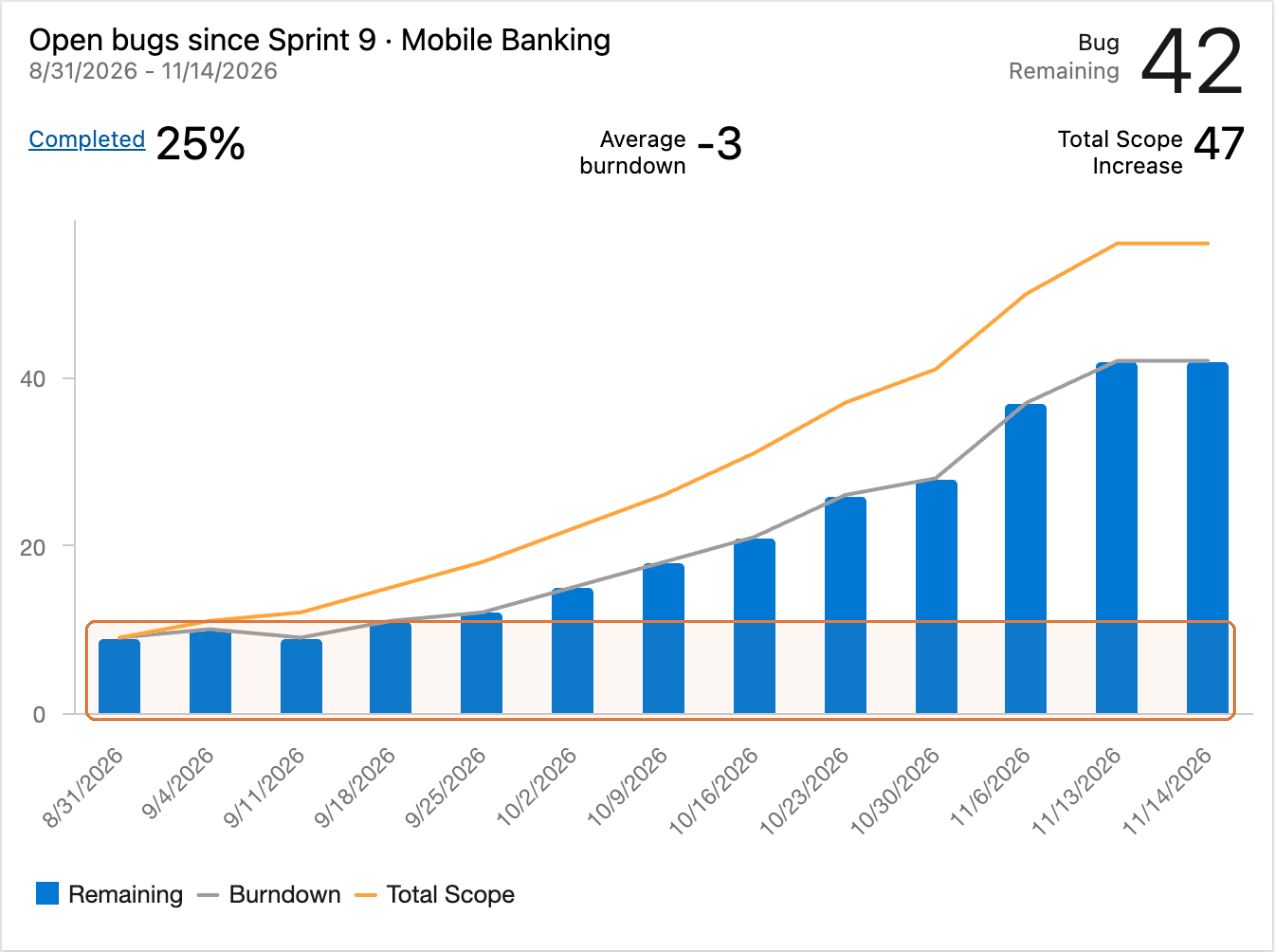 Open bugs since Sprint 9 · Mobile Banking
8/31/2026 - 11/14/2026
Bug
Remaining
42
Completed 25%
Average
burndown
-3
Total Scope
Increase
47
40
20
0
8/31/2026
9/4/2026
9/11/2026
9/18/2026
9/25/2026
10/2/2026
10/9/2026
10/16/2026
10/23/2026
10/30/2026
11/6/2026
11/13/2026
11/14/2026
Remaining Burndown Total Scope